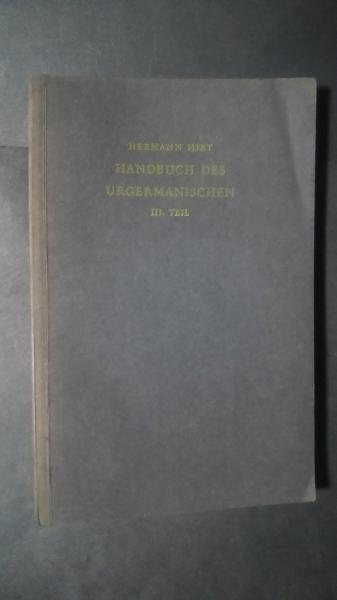 HERMANN HIRT
HANDBUCH DES
URGERMANISCHEN
III. TEIL